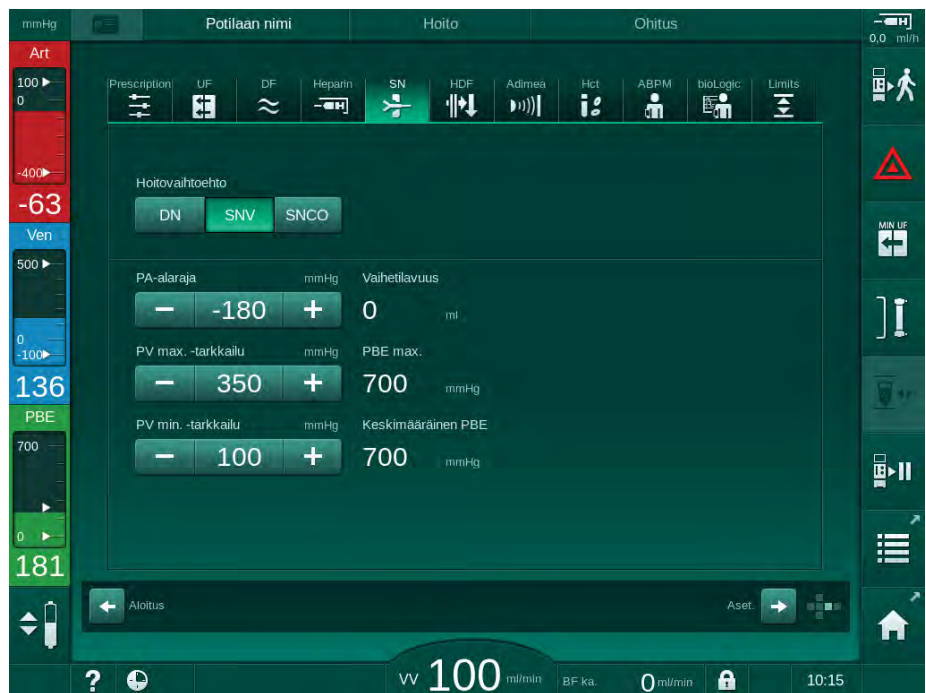 mmHg
Potilaan nimi
Hoito
Ohitus
0,0 ml/h
Art
100
0
-400
-63
Ven
500
0
-100
136
PBE
700
0
181
Prescription
UF
DF
Heparin
SN
HDF
Adimea
Hct
ABPM
bioLogic
Limits
Hoitovaihtoehto
DN SNV SNCO
PA-alaraja mmHg Vaihetilavuus
− -180 + 0 ml
PV max. -tarkkailu mmHg PBE max.
− 350 + 700 mmHg
PV min. -tarkkailu mmHg Keskimääräinen PBE
− 100 + 700 mmHg
MIN UF
Aloitus
Aset.
? VV 100 ml/min BF ka. 0 ml/min 10:15